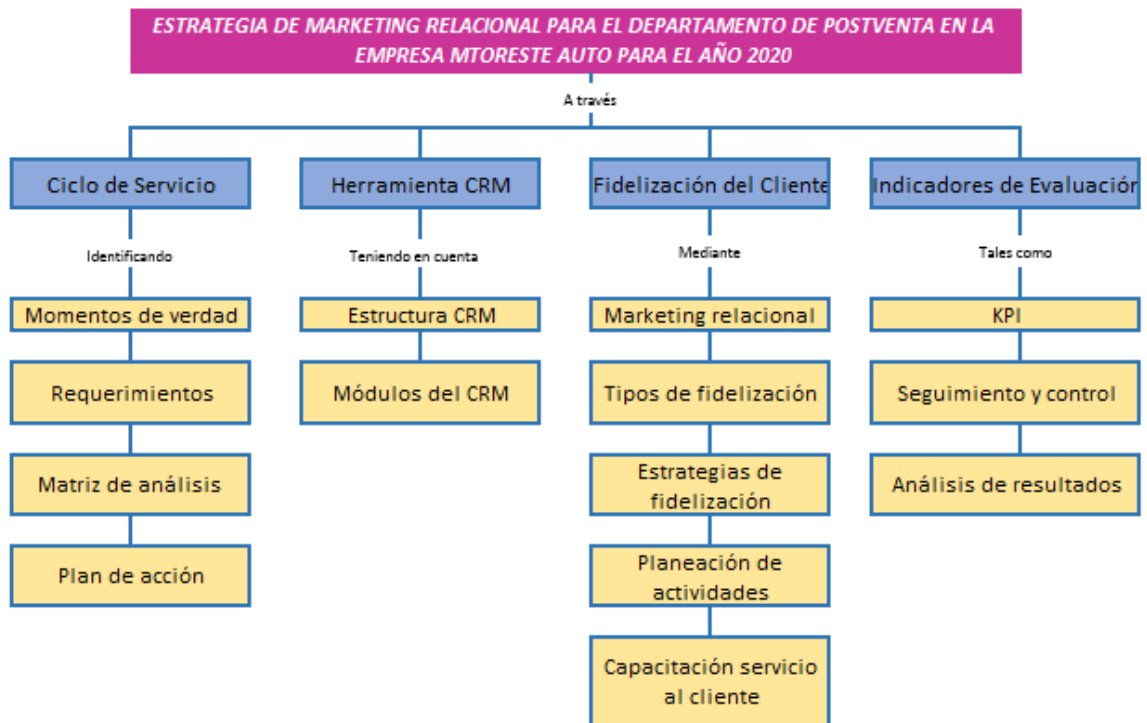 ESTRATEGIA DE MARKETING RELACIONAL PARA EL DEPARTAMENTO DE POSTVENTA EN LA
EMPRESA MTORESTE AUTO PARA EL AÑO 2020
A través
Ciclo de Servicio
Herramienta CRM
Fidelización del Cliente
Indicadores de Evaluación
Identificando
Teniendo en cuenta
Mediante
Tales como
Momentos de verdad
Estructura CRM
Marketing relacional
KPI
Requerimientos
Módulos del CRM
Tipos de fidelización
Seguimiento y control
Matriz de análisis
Estrategias de
fidelización
Análisis de resultados
Plan de acción
Planeación de
actividades
Capacitación servicio
al cliente